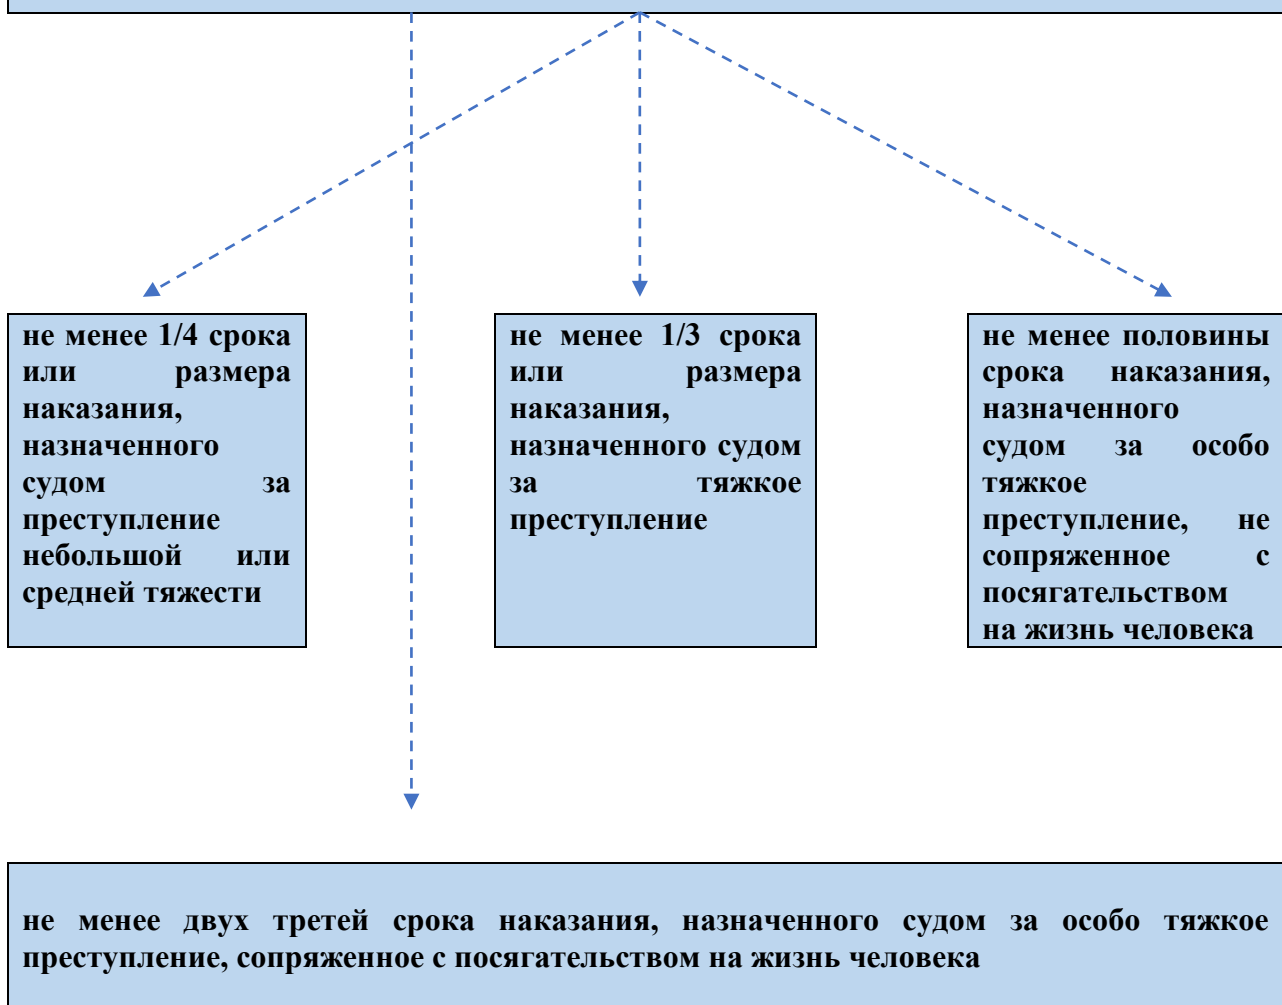 не менее 1/4 срока
или размера
наказания,
назначенного
судом за
преступление
небольшой или
средней тяжести
не менее 1/3 срока
или размера
наказания,
назначенного судом
за тяжкое
преступление
не менее половины
срока наказания,
назначенного
судом за особо
тяжкое
преступление, не
сопряженное с
посягательством
на жизнь человека
не менее двух третей срока наказания, назначенного судом за особо тяжкое
преступление, сопряженное с посягательством на жизнь человека